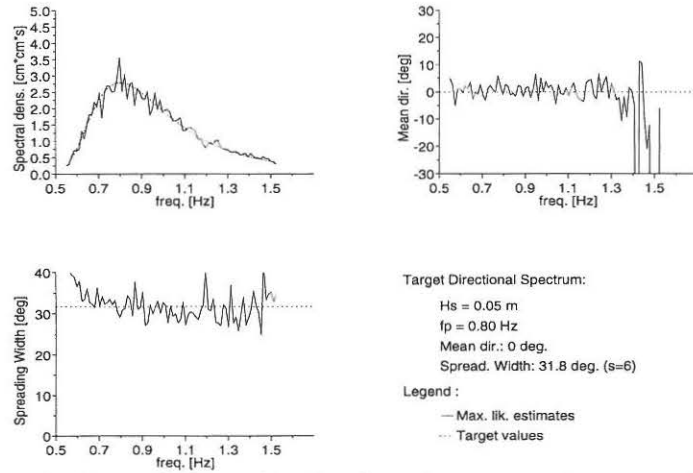 Spectral dens. [cm*cm*s]
5.0
4.5
4.0
3.5
3.0
2.5
2.0
1.5
1.0
0.5
0.0
0.5 0.7 0.9 1.1 1.3 1.5
freq. [Hz]
Mean dir. [deg]
30
20
10
0
-10
-20
-30
0.5 0.7 0.9 1.1 1.3 1.5
freq. [Hz]
Spreading Width [deg]
40
30
20
10
0
0.5 0.7 0.9 1.1 1.3 1.5
freq. [Hz]
Target Directional Spectrum:
Hs = 0.05 m
fp = 0.80 Hz
Mean dir.: 0 deg.
Spread. Width: 31.8 deg. (s=6)
Legend :
— Max. lik. estimates
···· Target values